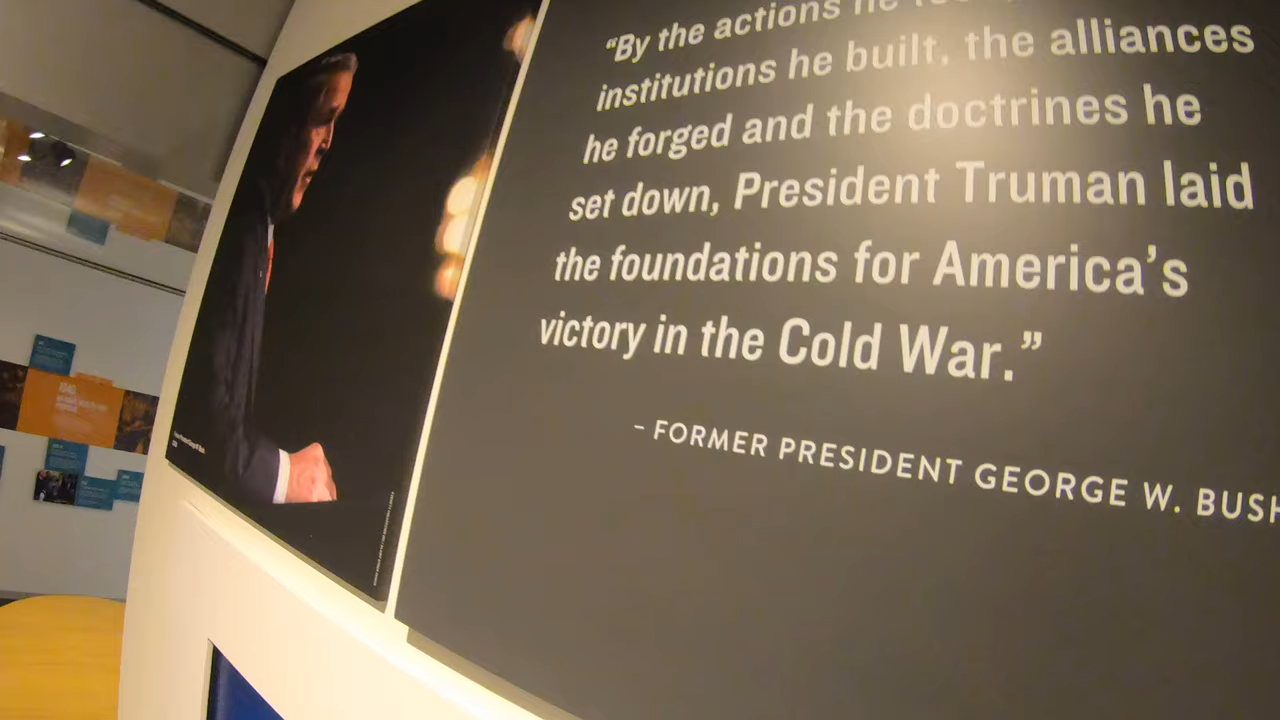 “By the actions he
institutions he built, the alliances
he forged and the doctrines he
set down, President Truman laid
the foundations for America’s
victory in the Cold War.”
– FORMER PRESIDENT GEORGE W. BUSH